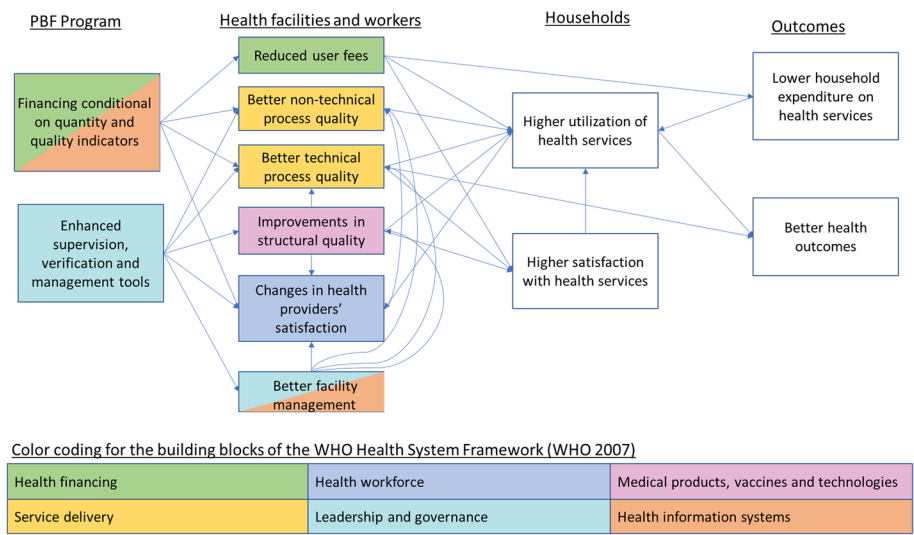 PBF Program
Health facilities and workers
Households
Outcomes
Financing conditional
on quantity and
quality indicators
Enhanced
supervision,
verification and
management tools
Reduced user fees
Better non-technical
process quality
Better technical
process quality
Improvements in
structural quality
Changes in health
providers’
satisfaction
Better facility
management
Higher utilization of
health services
Higher satisfaction
with health services
Lower household
expenditure on
health services
Better health
outcomes
Color coding for the building blocks of the WHO Health System Framework (WHO 2007)
Health financing
Health workforce
Medical products, vaccines and technologies
Service delivery
Leadership and governance
Health information systems